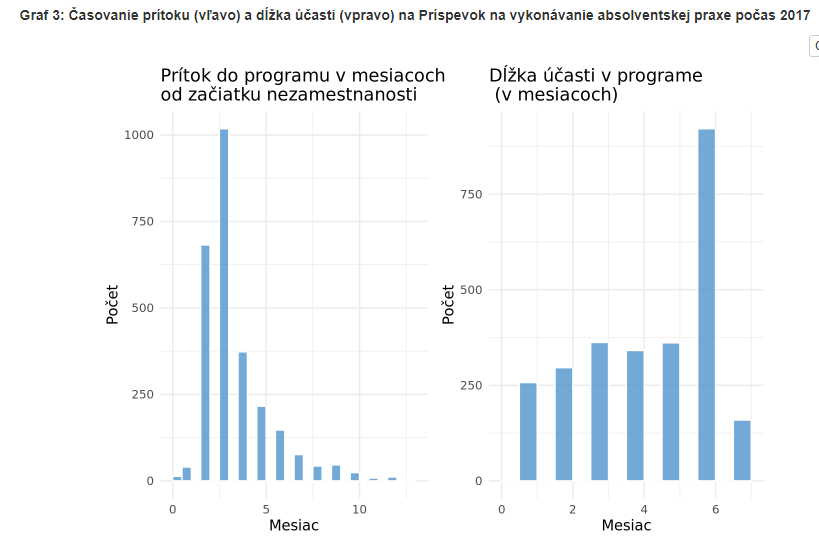 Graf 3: Časovanie prítoku (vľavo) a dĺžka účasti (vpravo) na Príspevok na vykonávanie absolventskej praxe počas 2017
Prítok do programu v mesiacoch
od začiatku nezamestnanosti
1000
750
500
250
0
Počet
0 5 10
Mesiac
Dĺžka účasti v programe
(v mesiacoch)
750
500
250
0
Počet
0 2 4 6
Mesiac